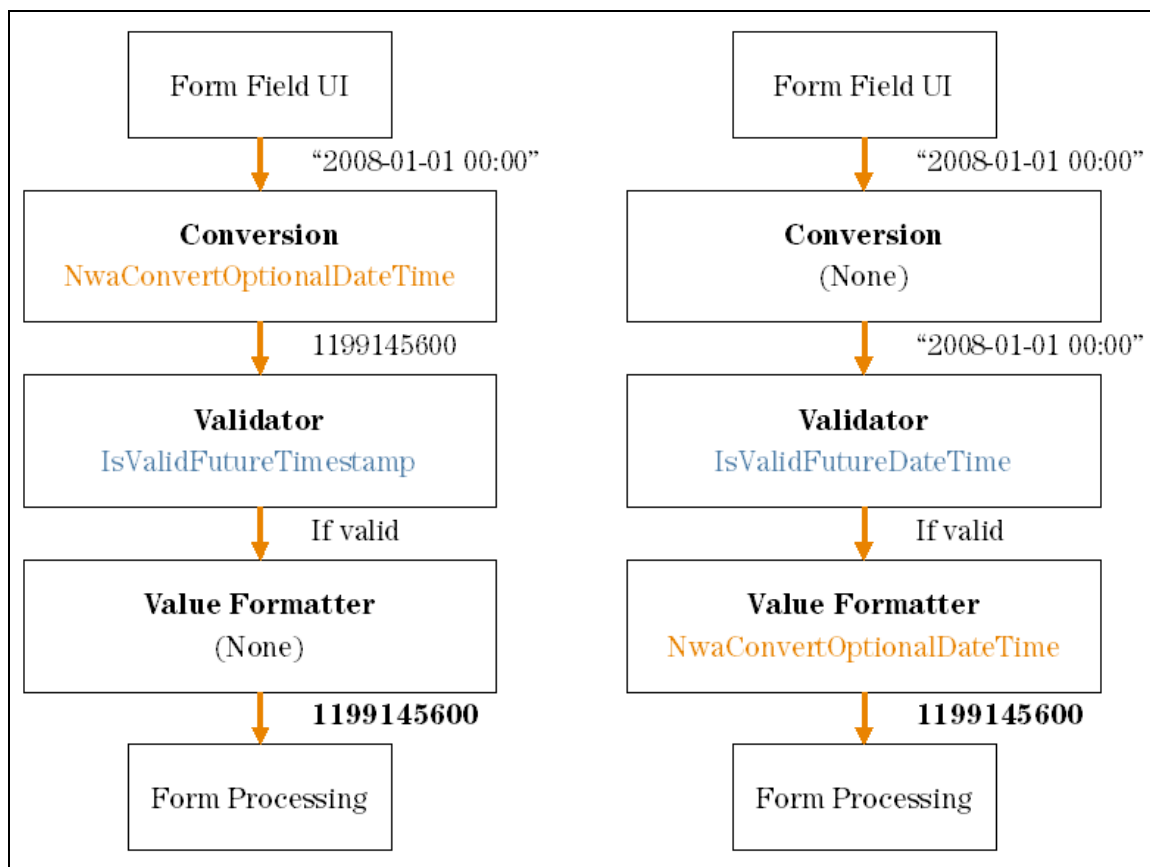 Form Field UI
“2008-01-01 00:00”
Conversion
NwaConvertOptionalDateTime
1199145600
Validator
IsValidFutureTimestamp
If valid
Value Formatter
(None)
1199145600
Form Processing
Form Field UI
“2008-01-01 00:00”
Conversion
(None)
“2008-01-01 00:00”
Validator
IsValidFutureDateTime
If valid
Value Formatter
NwaConvertOptionalDateTime
1199145600
Form Processing